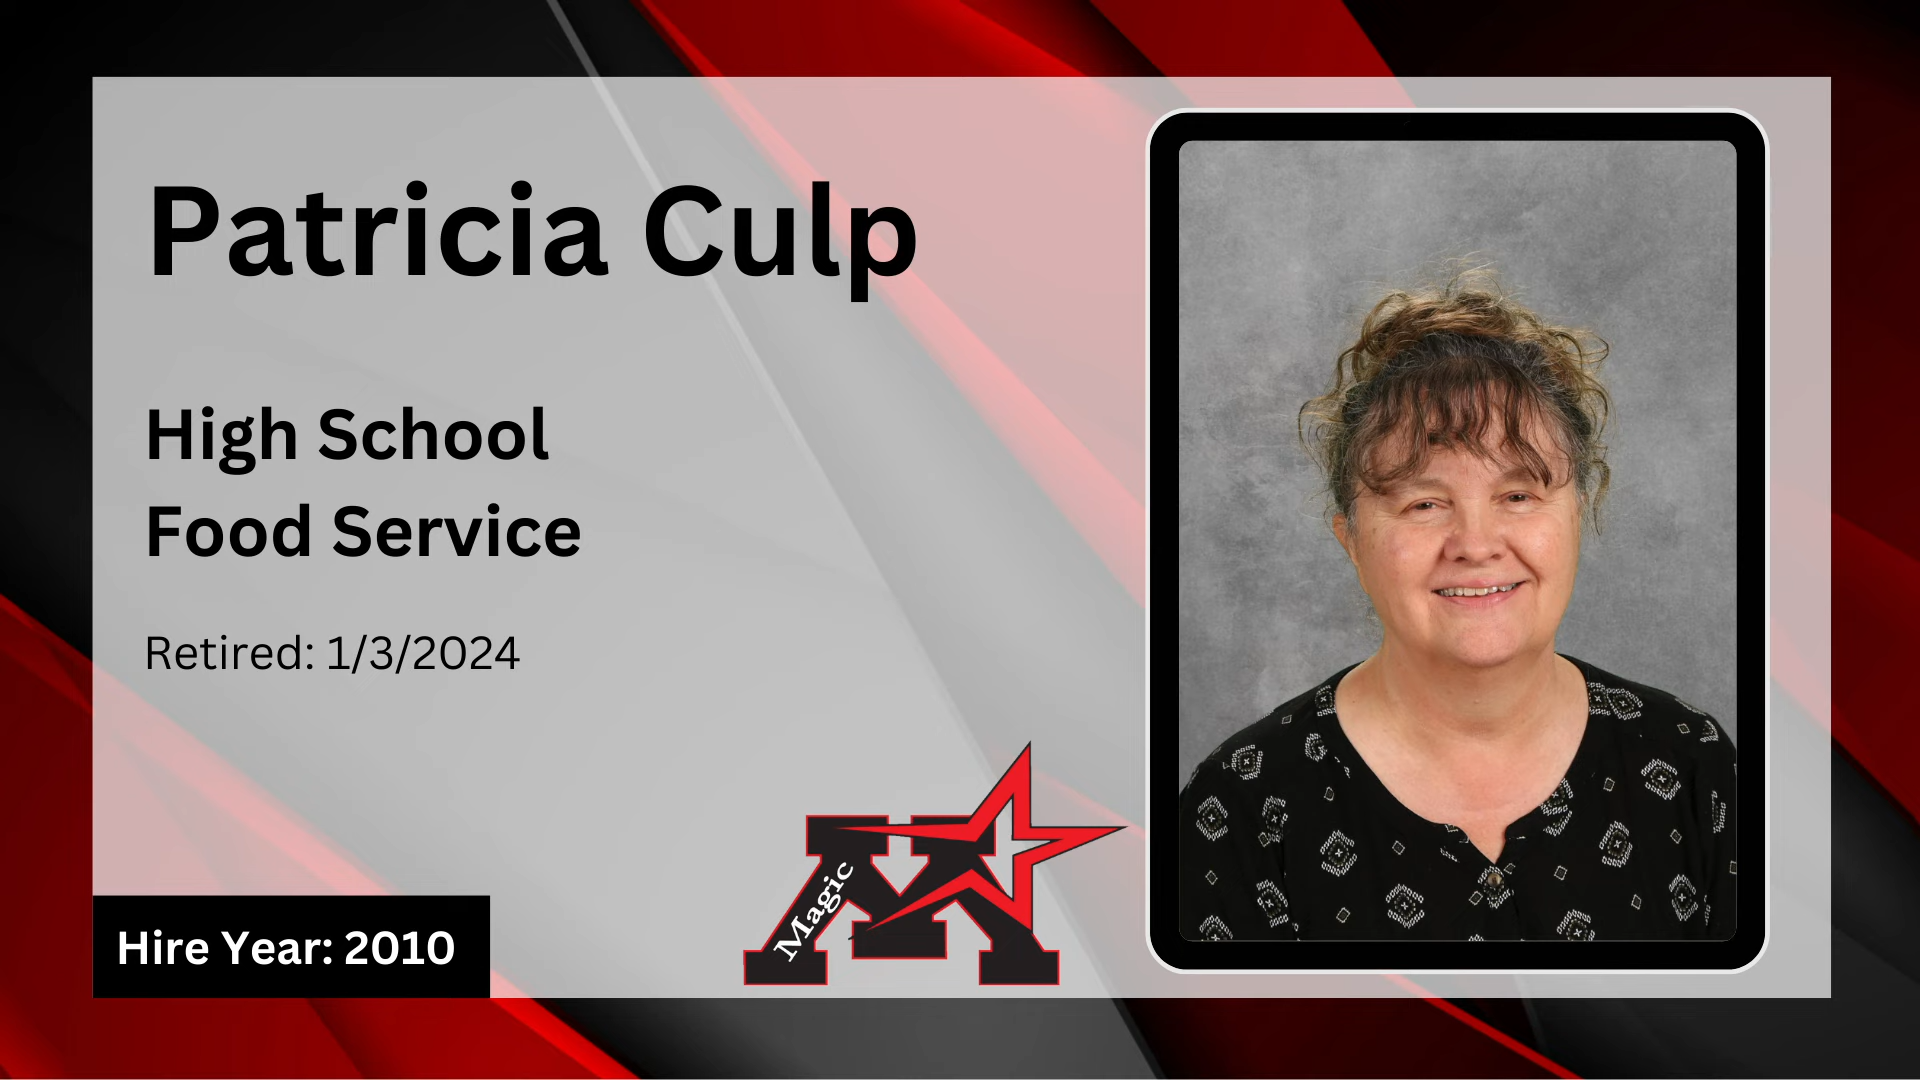 Patricia Culp
High School
Food Service
Retired: 1/3/2024
Hire Year: 2010
Magic